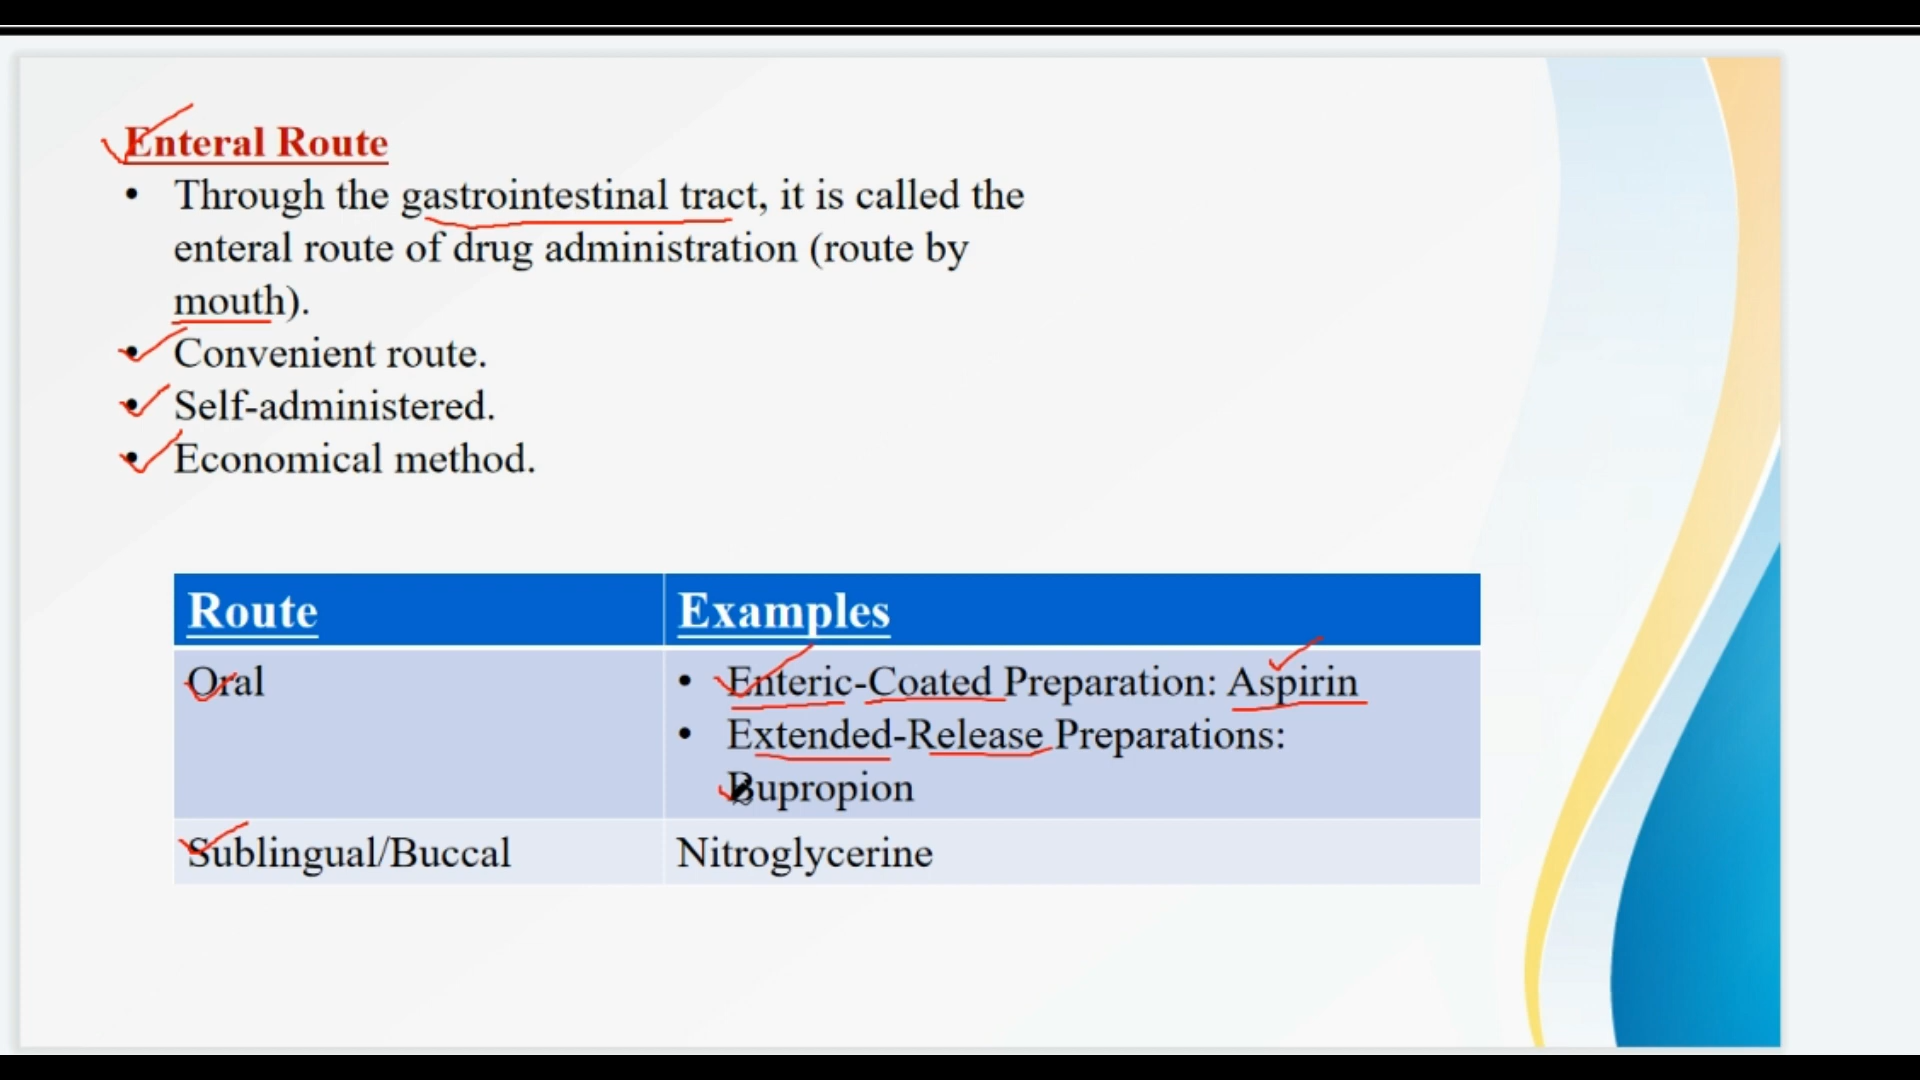 Enteral Route
• Through the gastrointestinal tract, it is called the
enteral route of drug administration (route by
mouth).
• Convenient route.
• Self-administered.
• Economical method.
Route Examples
Oral • Enteric-Coated Preparation: Aspirin
• Extended-Release Preparations:
Bupropion
Sublingual/Buccal Nitroglycerine